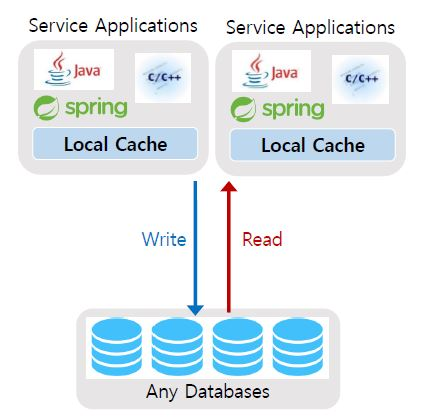 Service Applications
Service Applications
Java
C/C++
Java
C/C++
spring
spring
Local Cache
Local Cache
Write
Read
Any Databases